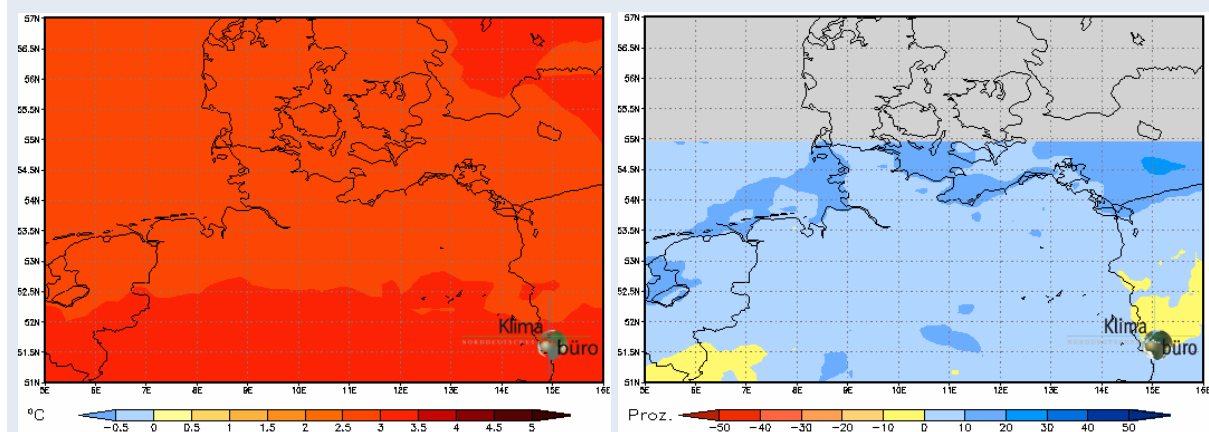 57N
56.5N
56N
55.5N
55N
54.5N
54N
53.5N
53N
52.5N
52N
51.5N
51N
5E 6E 7E 8E 9E 10E 11E 12E 13E 14E 15E 16E
Klima
NORDDEUTSCHES
büro
°C
-0.5 0 0.5 1 1.5 2 2.5 3 3.5 4 4.5 5
57N
56.5N
56N
55.5N
55N
54.5N
54N
53.5N
53N
52.5N
52N
51.5N
51N
5E 6E 7E 8E 9E 10E 11E 12E 13E 14E 15E 16E
Klima
NORDDEUTSCHES
büro
Proz.
-50 -40 -30 -20 -10 0 10 20 30 40 50